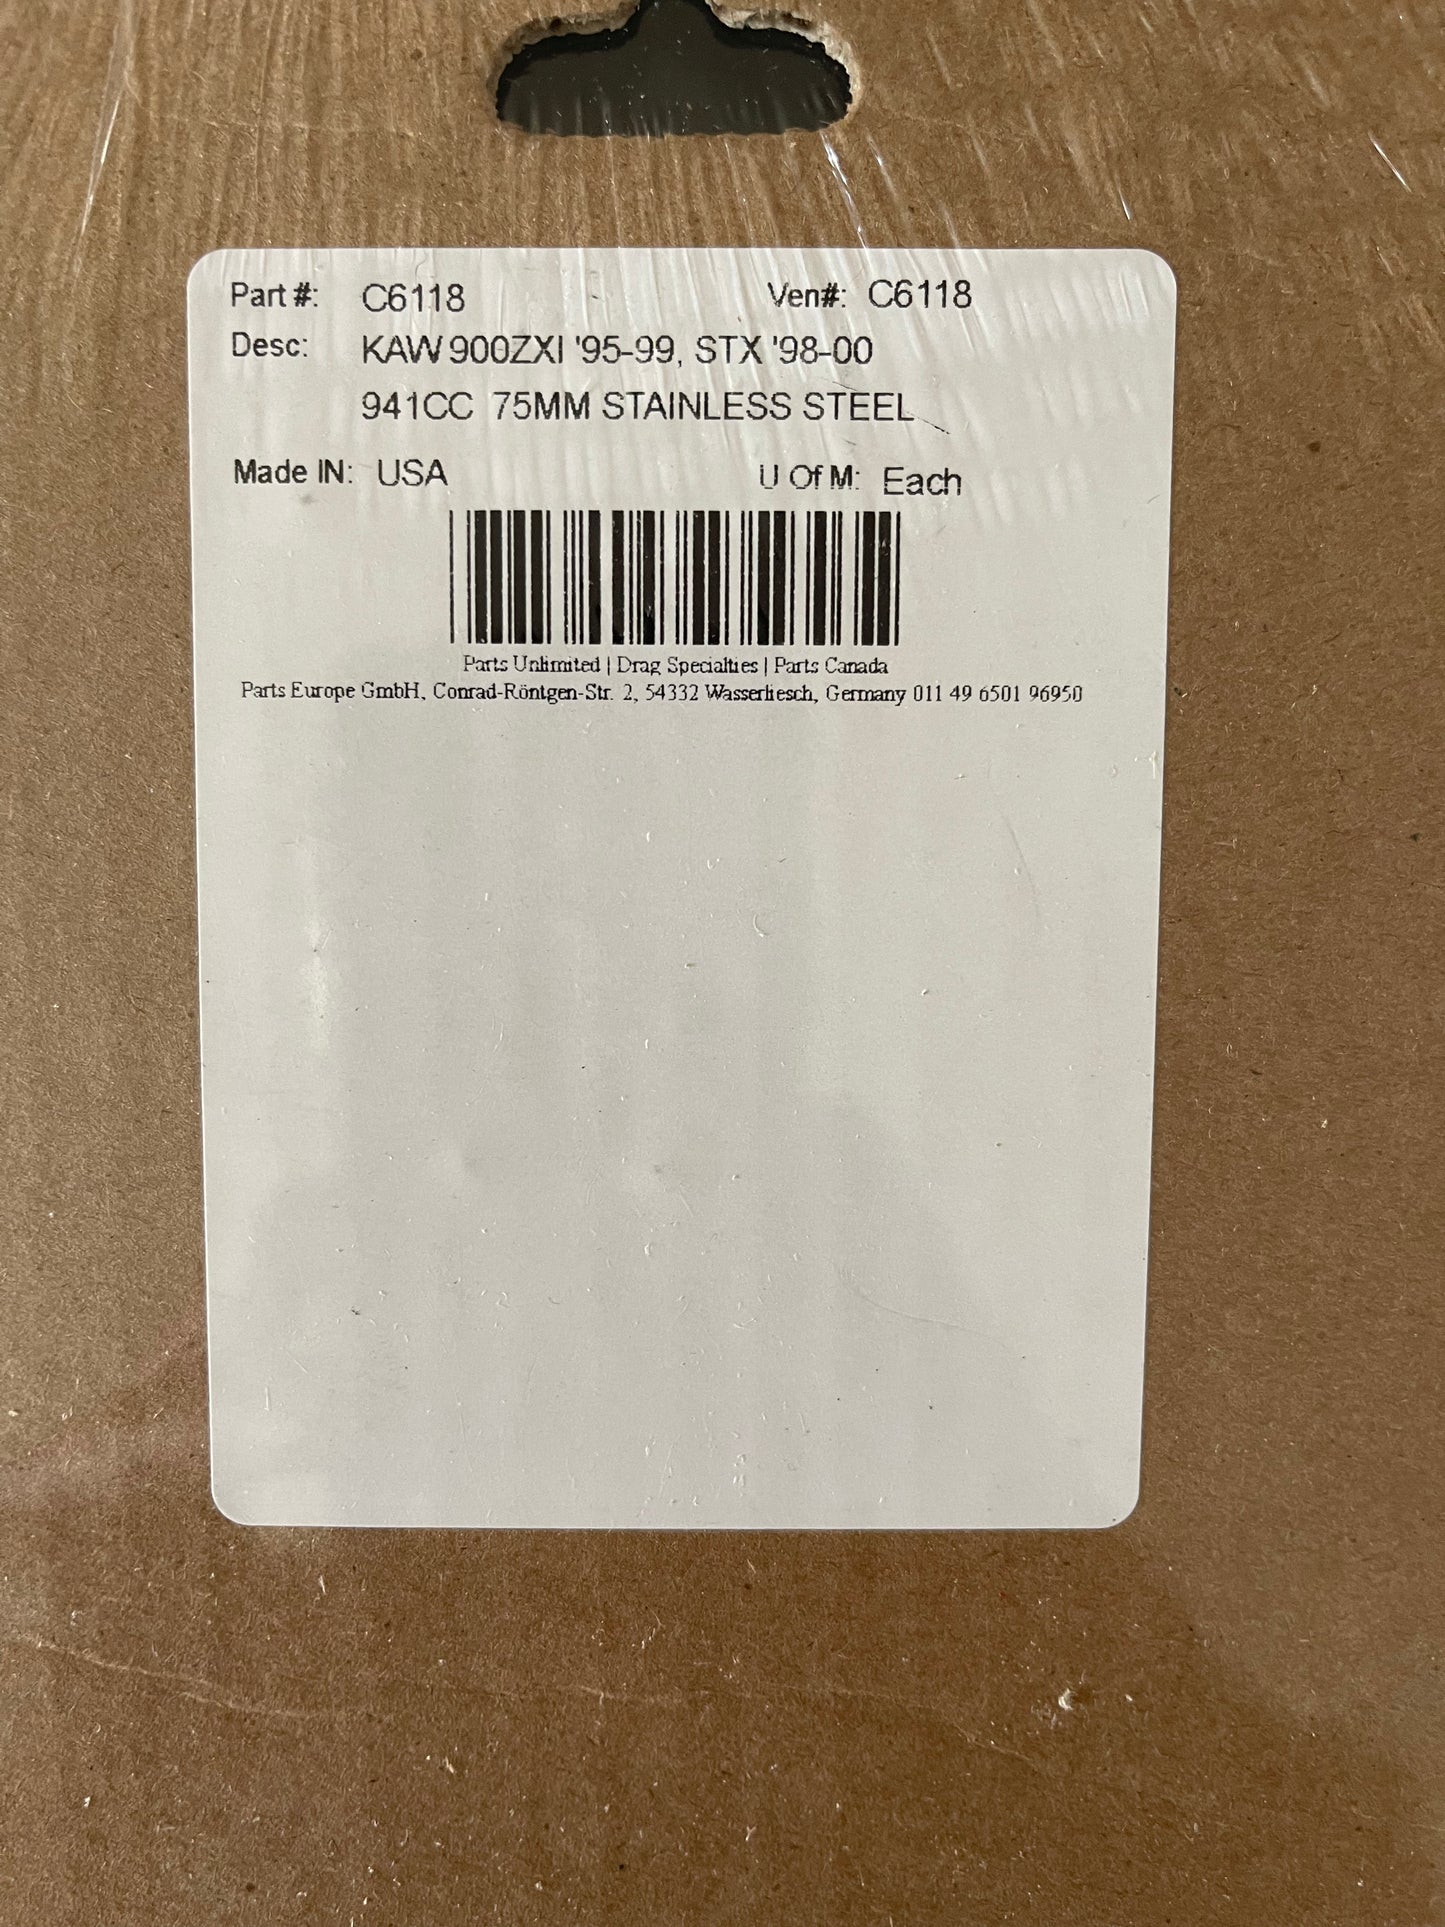 Part #: C6118 Ven#: C6118
Desc: KAW 900ZXI '95-99, STX '98-00
941CC 75MM STAINLESS STEEL
Made IN: USA U Of M: Each
Parts Unlimited | Drag Specialties | Parts Canada
Parts Europe GmbH, Conrad-Röntgen-Str. 2, 54332 Wasserliesch, Germany 011 49 6501 96950